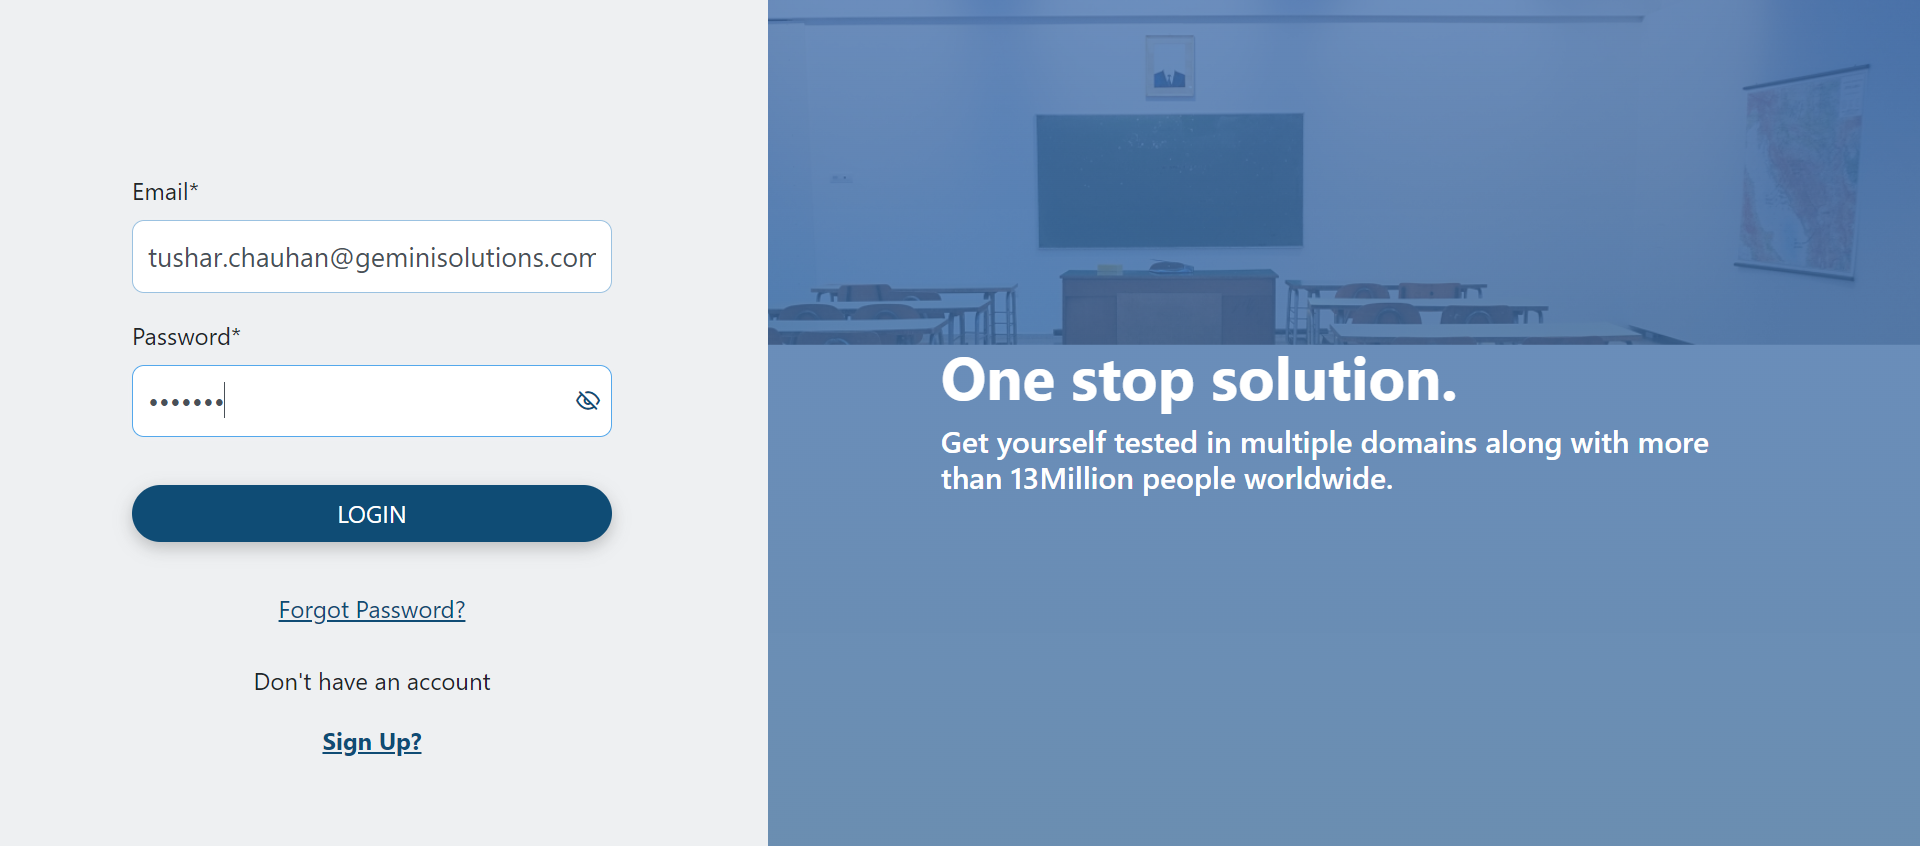 Email*
tushar.chauhan@geminisolutions.com
Password*
•••••••
LOGIN
Forgot Password?
Don't have an account
Sign Up?
One stop solution.
Get yourself tested in multiple domains along with more
than 13Million people worldwide.